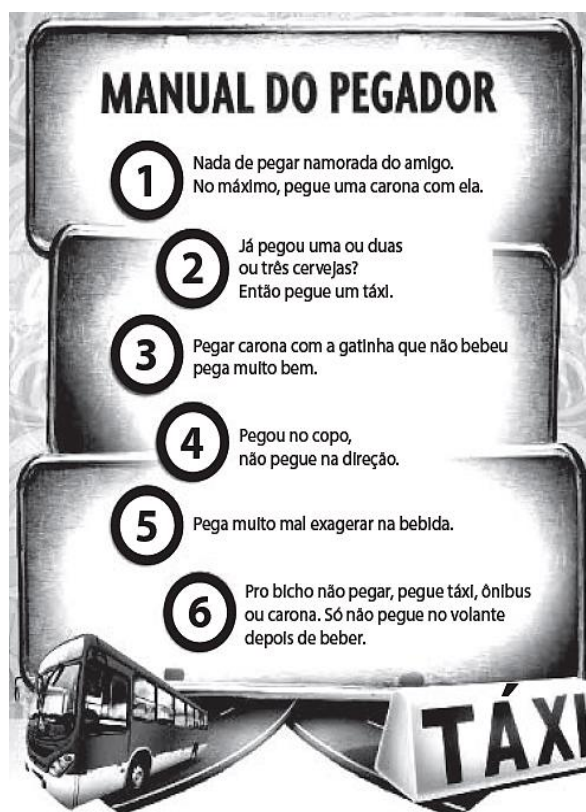 MANUAL DO PEGADOR
1
Nada de pegar namorada do amigo.
No máximo, pegue uma carona com ela.
2
Já pegou uma ou duas
ou três cervejas?
Então pegue um táxi.
3
Pegar carona com a gatinha que não bebeu
pega muito bem.
4
Pegou no copo,
não pegue na direção.
5
Pega muito mal exagerar na bebida.
6
Pro bicho não pegar, pegue táxi, ônibus
ou carona. Só não pegue no volante
depois de beber.
TÁXI